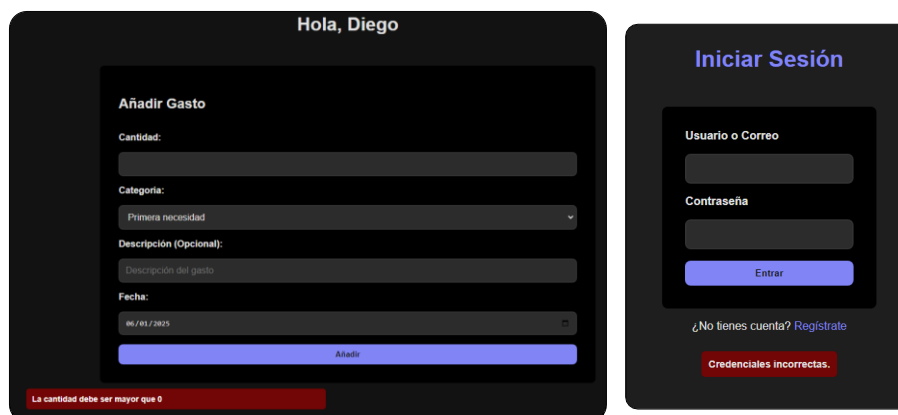 Hola, Diego
Añadir Gasto
Cantidad:
Categoria:
Primera necesidad
Descripción (Opcional):
Descripción del gasto
Fecha:
06/01/2025
Añadir
La cantidad debe ser mayor que 0
Iniciar Sesión
Usuario o Correo
Contraseña
Entrar
¿No tienes cuenta? Regístrate
Credenciales incorrectas.